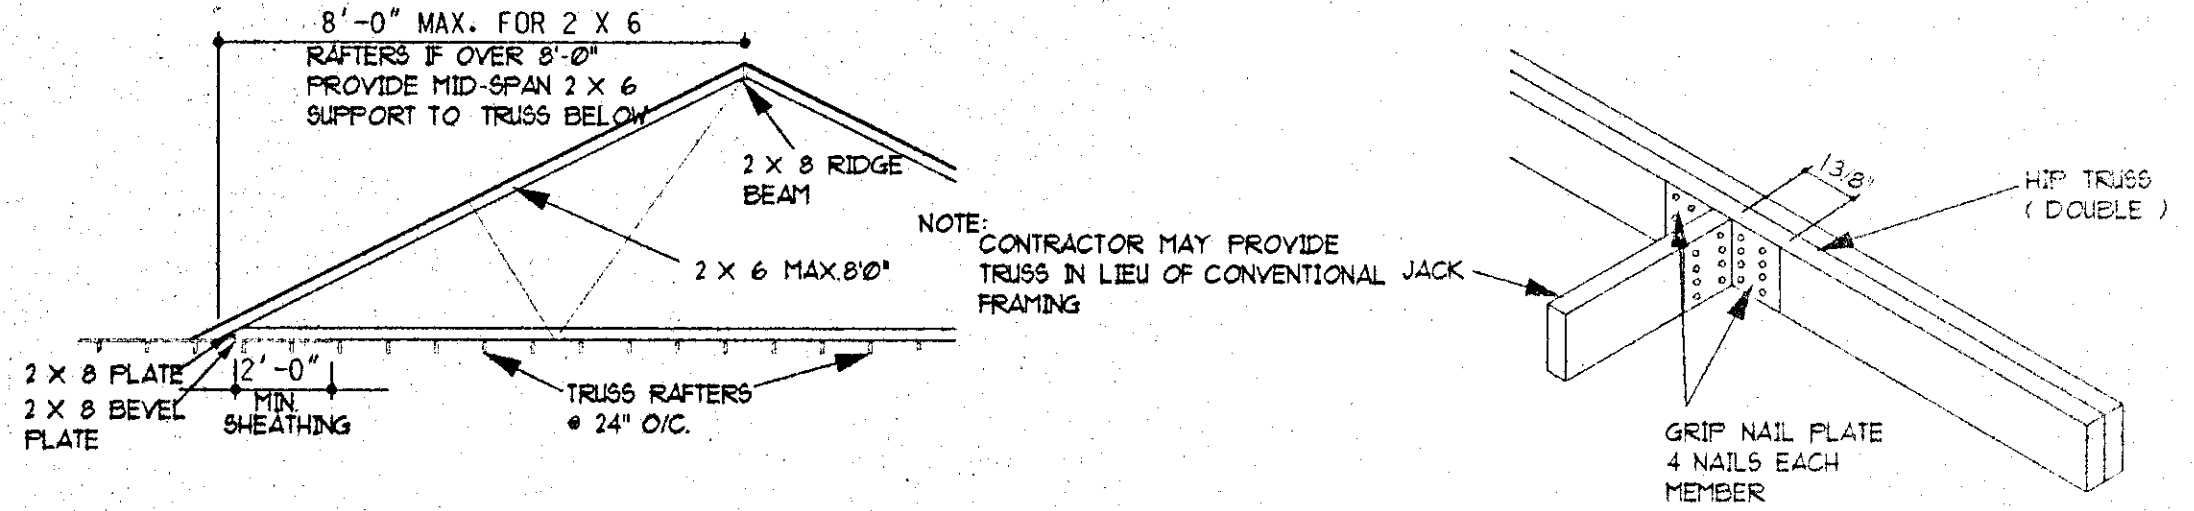 8'-0" MAX. FOR 2 X 6
RAFTERS IF OVER 8'-0"
PROVIDE MID-SPAN 2 X 6
SUPPORT TO TRUSS BELOW
2 X 8 RIDGE
BEAM
2 X 6 MAX.8'0"
2 X 8 PLATE
2 X 8 BEVEL
PLATE
2'-0"
MIN.
SHEATHING
TRUSS RAFTERS
@ 24" O/C.
NOTE:
CONTRACTOR MAY PROVIDE
TRUSS IN LIEU OF CONVENTIONAL
FRAMING
JACK
13/8"
HIP TRUSS
( DOUBLE )
GRIP NAIL PLATE
4 NAILS EACH
MEMBER